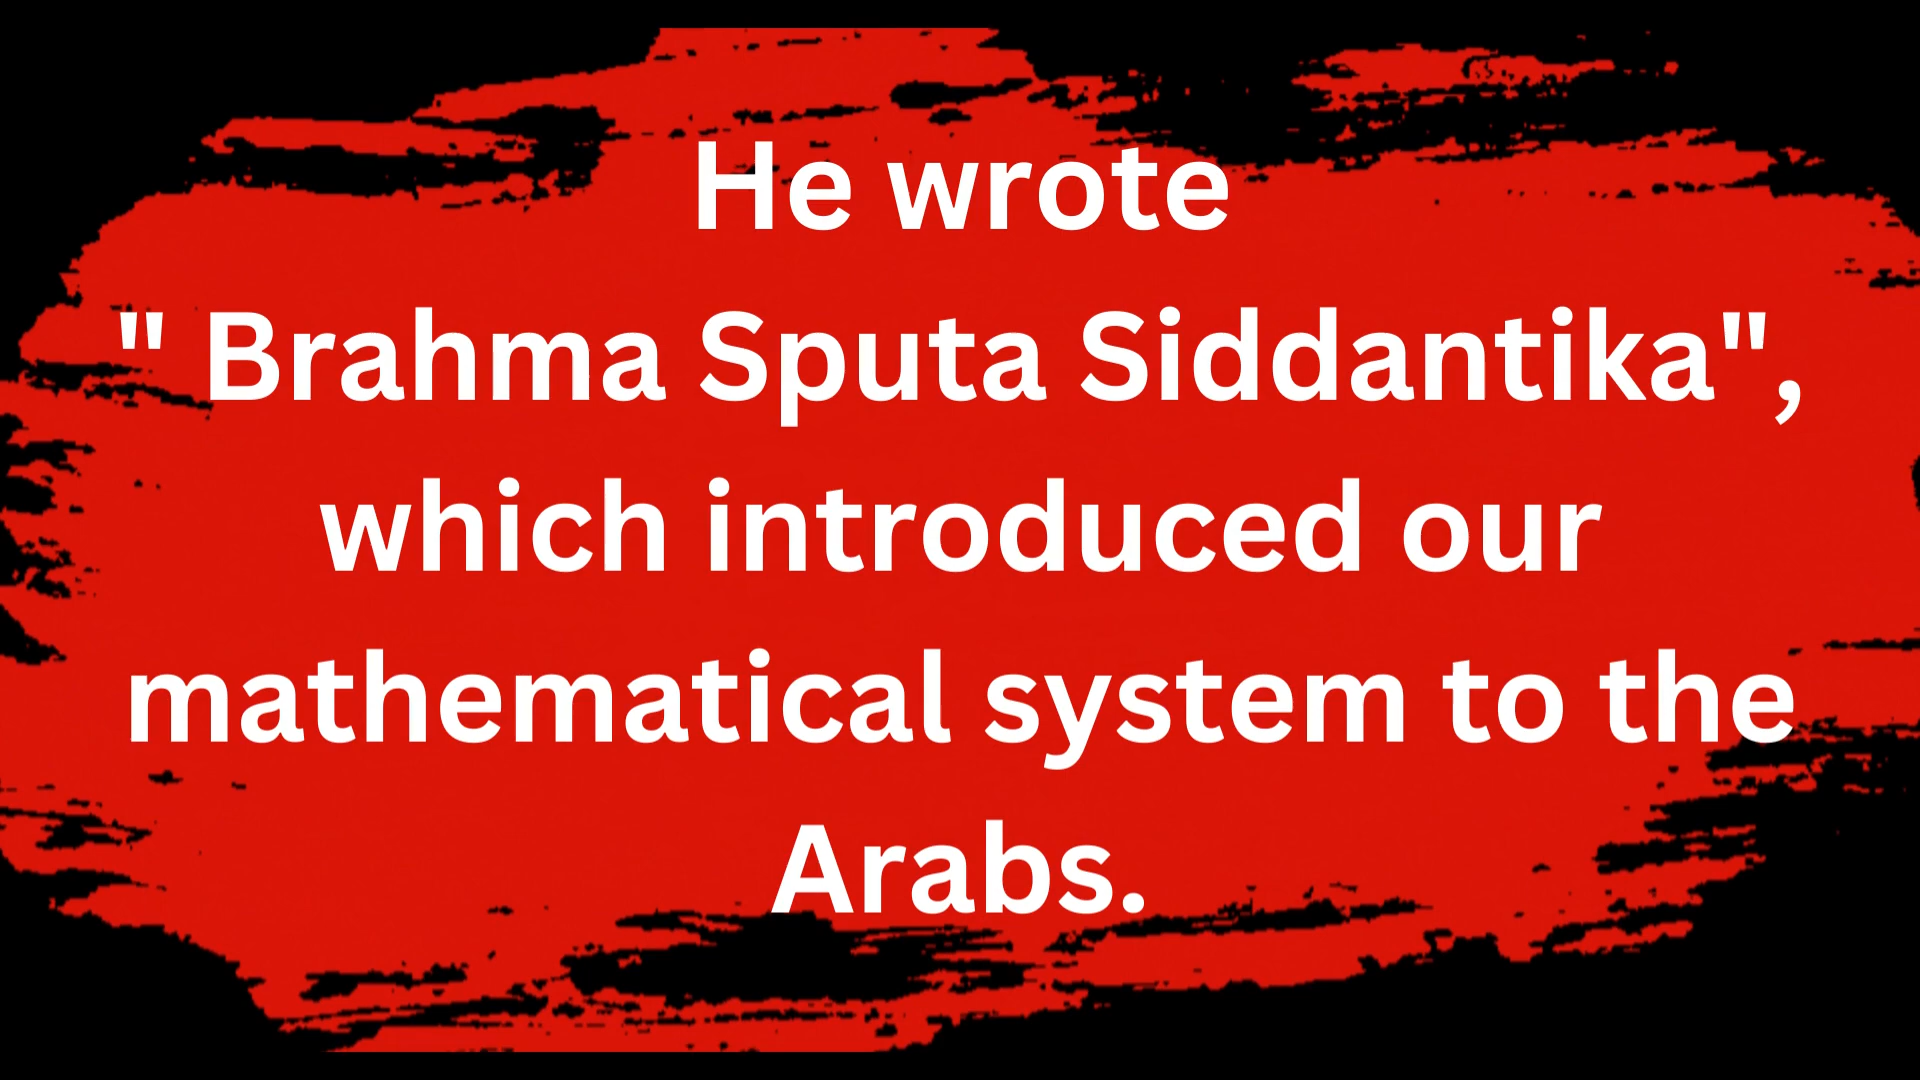 He wrote
" Brahma Sputa Siddantika",
which introduced our
mathematical system to the
Arabs.